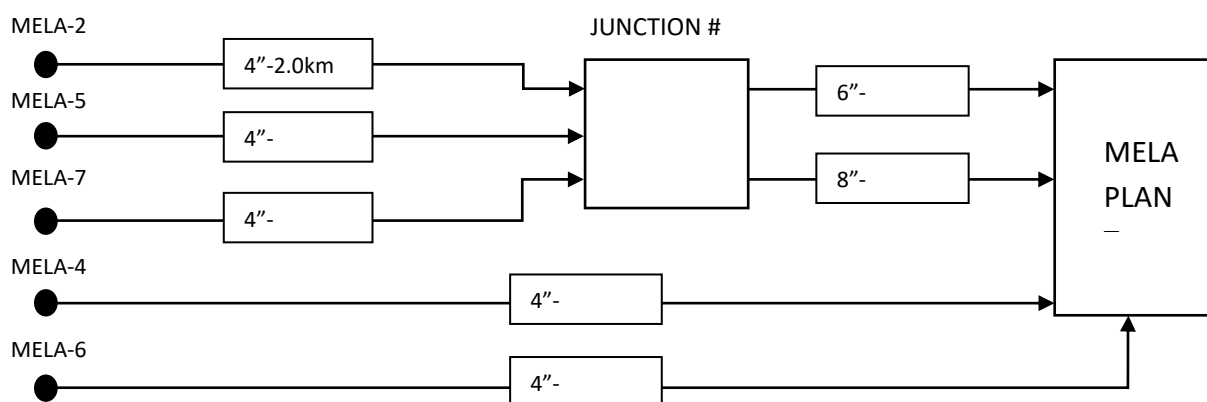 MELA-2
JUNCTION #
4”-2.0km
6”-
MELA-5
4”-
MELA
PLAN
MELA-7
8”-
4”-
MELA-4
4”-
MELA-6
4”-